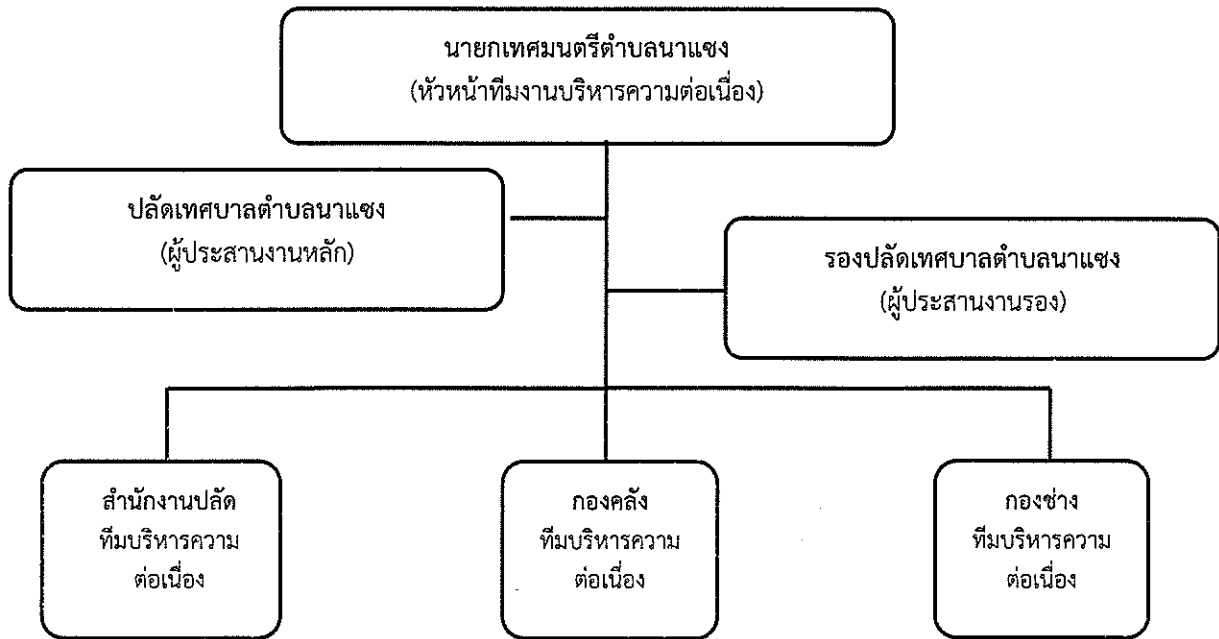 นายกเทศมนตรีตำบลนาแซง
(หัวหน้าทีมงานบริหารความต่อเนื่อง)
ปลัดเทศบาลตำบลนาแซง
(ผู้ประสานงานหลัก)
รองปลัดเทศบาลตำบลนาแซง
(ผู้ประสานงานรอง)
สำนักงานปลัด
ทีมบริหารความ
ต่อเนื่อง
กองคลัง
ทีมบริหารความ
ต่อเนื่อง
กองช่าง
ทีมบริหารความ
ต่อเนื่อง